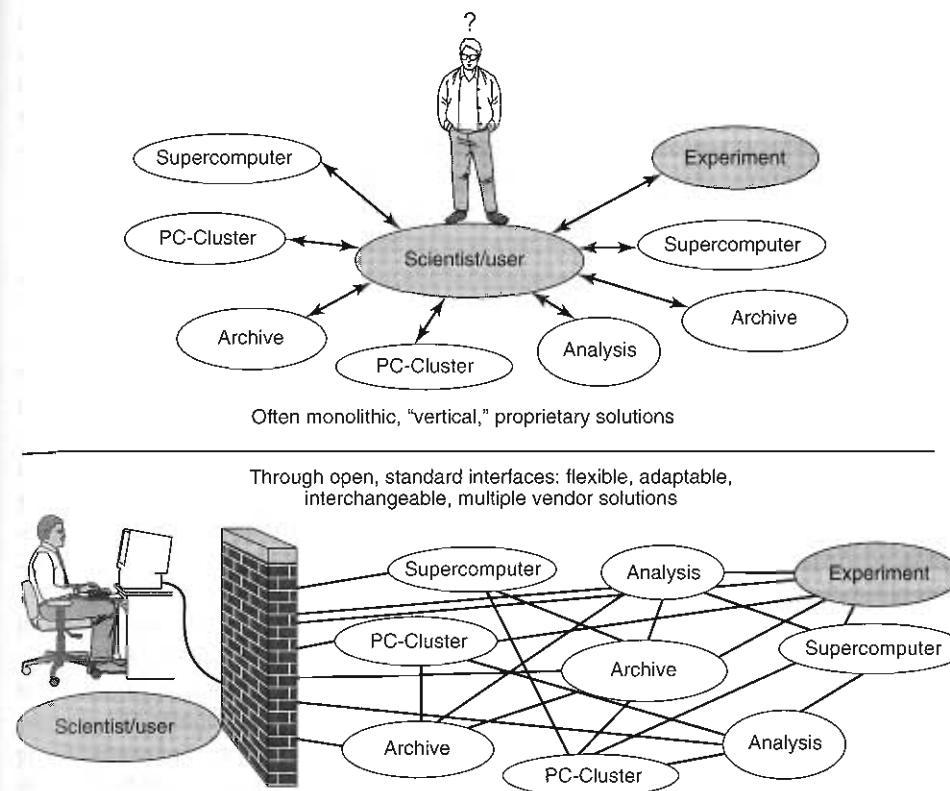 ?
Supercomputer
Experiment
PC-Cluster
Scientist/user
Supercomputer
Archive
PC-Cluster
Analysis
Archive
Often monolithic, “vertical,” proprietary solutions
Through open, standard interfaces: flexible, adaptable,
interchangeable, multiple vendor solutions
Supercomputer
Analysis
Experiment
PC-Cluster
Archive
Supercomputer
Scientist/user
Archive
PC-Cluster
Analysis